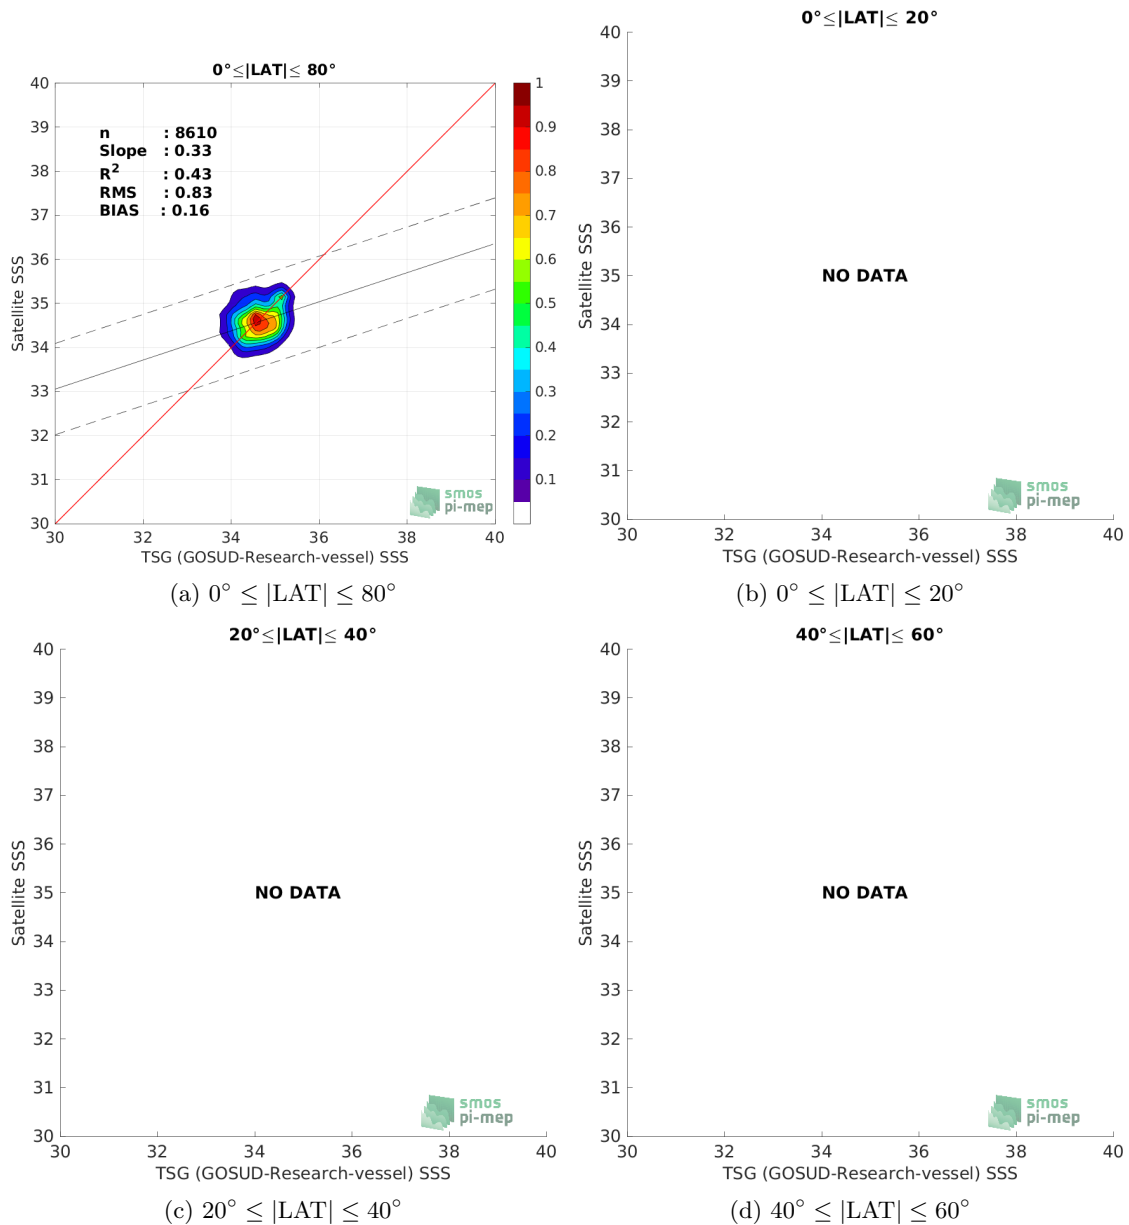 0°≤|LAT|≤ 80°
40
39
38
37
36
35
34
33
32
31
30
Satellite SSS
n : 8610
Slope : 0.33
R² : 0.43
RMS : 0.83
BIAS : 0.16
1
0.9
0.8
0.7
0.6
0.5
0.4
0.3
0.2
0.1
smos
pi-mep
30 32 34 36 38 40
TSG (GOSUD-Research-vessel) SSS
(a) 0° ≤ |LAT| ≤ 80°
0°≤|LAT|≤ 20°
40
39
38
37
36
35
34
33
32
31
30
Satellite SSS
NO DATA
smos
pi-mep
30 32 34 36 38 40
TSG (GOSUD-Research-vessel) SSS
(b) 0° ≤ |LAT| ≤ 20°
20°≤|LAT|≤ 40°
40
39
38
37
36
35
34
33
32
31
30
Satellite SSS
NO DATA
smos
pi-mep
30 32 34 36 38 40
TSG (GOSUD-Research-vessel) SSS
(c) 20° ≤ |LAT| ≤ 40°
40°≤|LAT|≤ 60°
40
39
38
37
36
35
34
33
32
31
30
Satellite SSS
NO DATA
smos
pi-mep
30 32 34 36 38 40
TSG (GOSUD-Research-vessel) SSS
(d) 40° ≤ |LAT| ≤ 60°